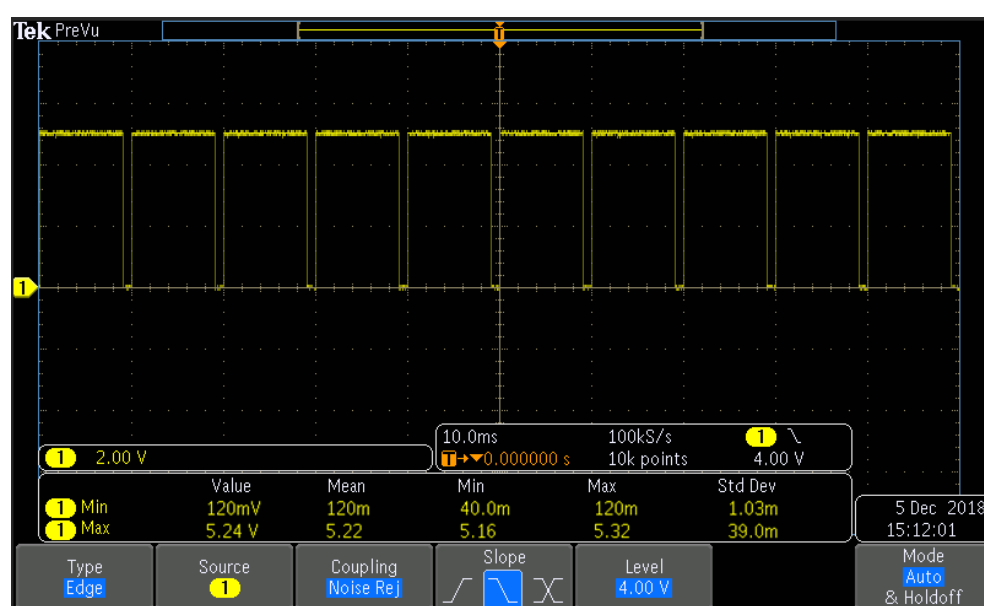 Tek PreVu
T
1
10.0ms 100kS/s 1
1 2.00 V T→▼0.000000 s 10k points 4.00 V
Value Mean Min Max Std Dev
1 Min 120mV 120m 40.0m 120m 1.03m
1 Max 5.24 V 5.22 5.16 5.32 39.0m
5 Dec 2018
15:12:01
Type Source Coupling Slope Level Mode
Edge 1 Noise Rej 4.00 V Auto
& Holdoff